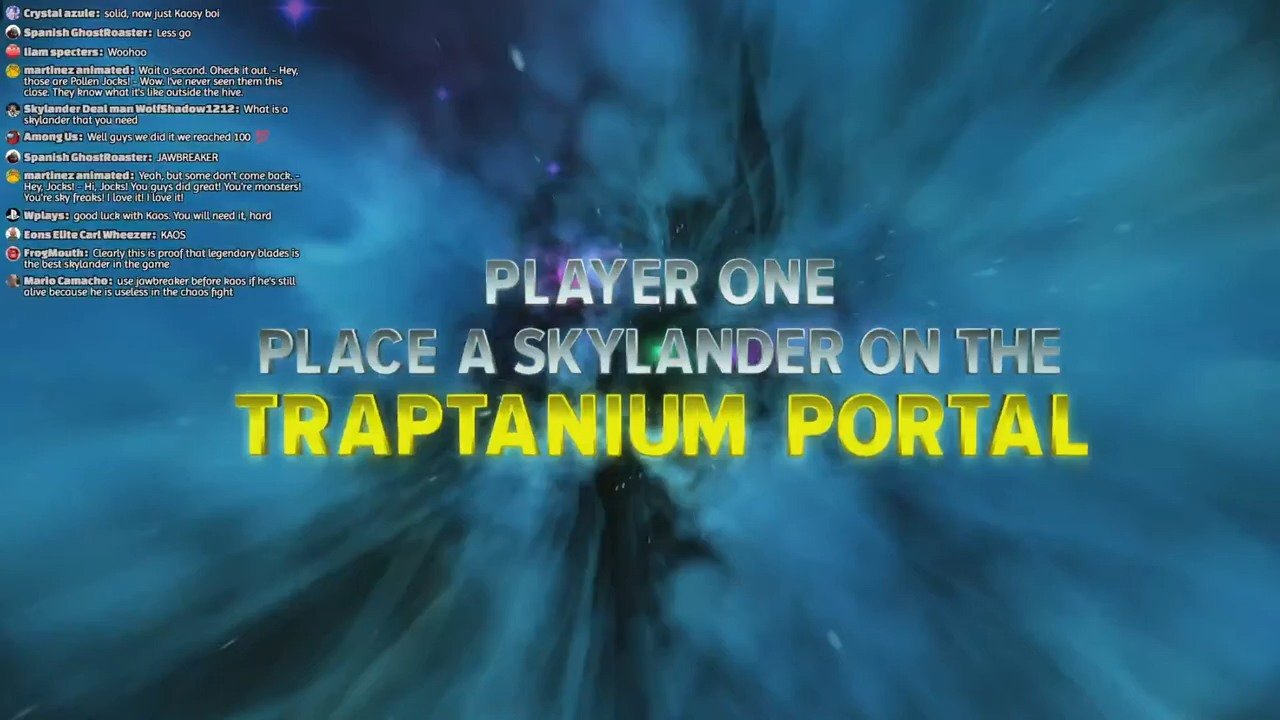 Crystal azule: solid, now just Kaosy boi
Spanish GhostRoaster: Less go
liam specters: Woohoo
martinez animated: Wait a second. Check it out. - Hey,
those are Pollen Jocks! - Wow. I've never seen them this
close. They know what it's like outside the hive.
Skylander Deal man WolfShadow1212: What is a
skylander that you need
Among Us: Well guys we did it we reached 100 💯
Spanish GhostRoaster: JAWBREAKER
martinez animated: Yeah, but some don't come back. -
Hey, Jocks! - Hi, Jocks! You guys did great! You're monsters!
You're sky freaks! I love it! I love it!
Wplays: good luck with Kaos. You will need it, hard
Eons Elite Carl Wheezer: KAOS
FrogMouth: Clearly this is proof that legendary blades is
the best skylander in the game
Mario Camacho: use jawbreaker before kaos if he's still
alive because he is useless in the chaos fight
PLAYER ONE
PLACE A SKYLANDER ON THE
TRAPTANIUM PORTAL